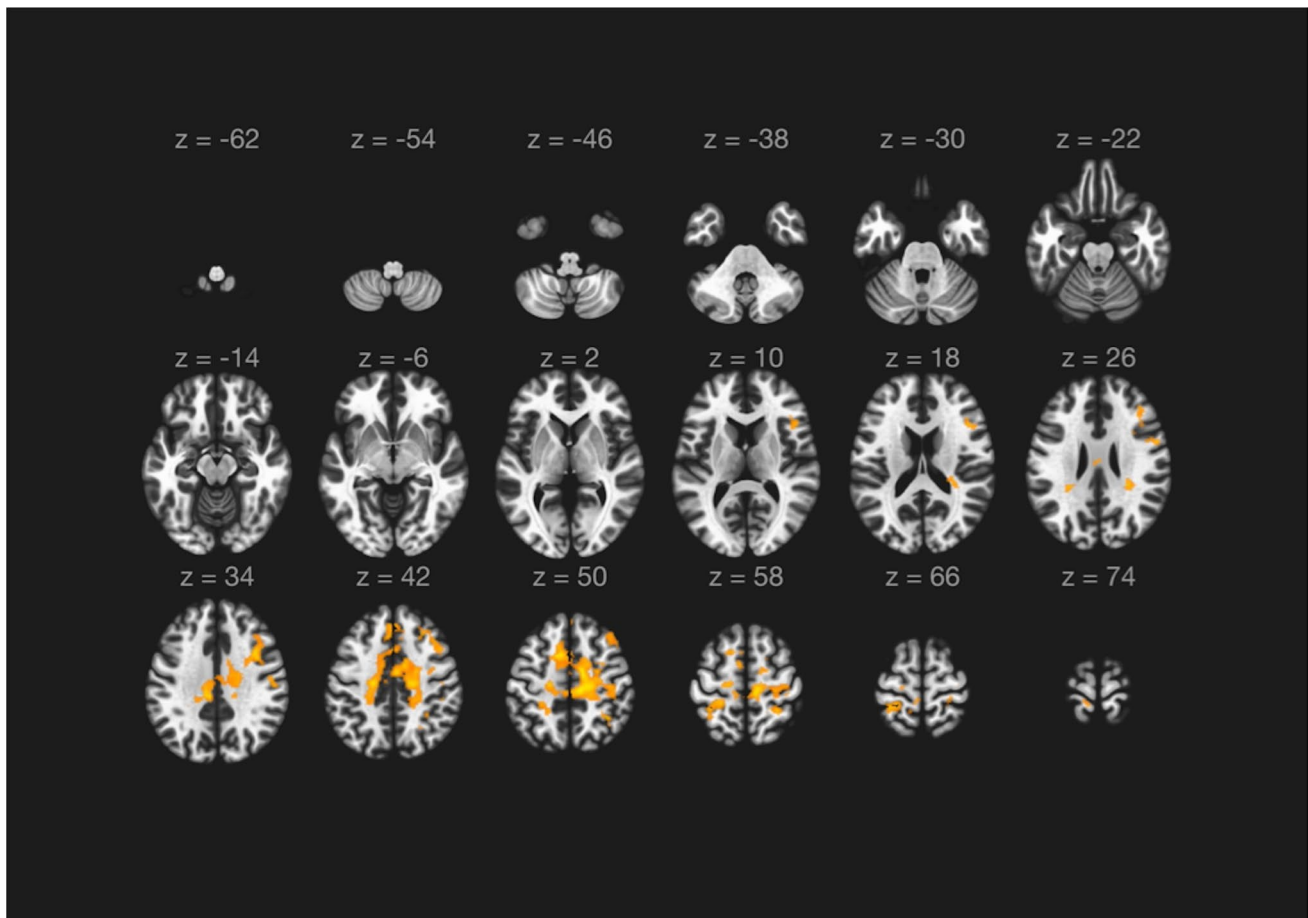 z = -62 z = -54 z = -46 z = -38 z = -30 z = -22
z = -14 z = -6 z = 2 z = 10 z = 18 z = 26
z = 34 z = 42 z = 50 z = 58 z = 66 z = 74